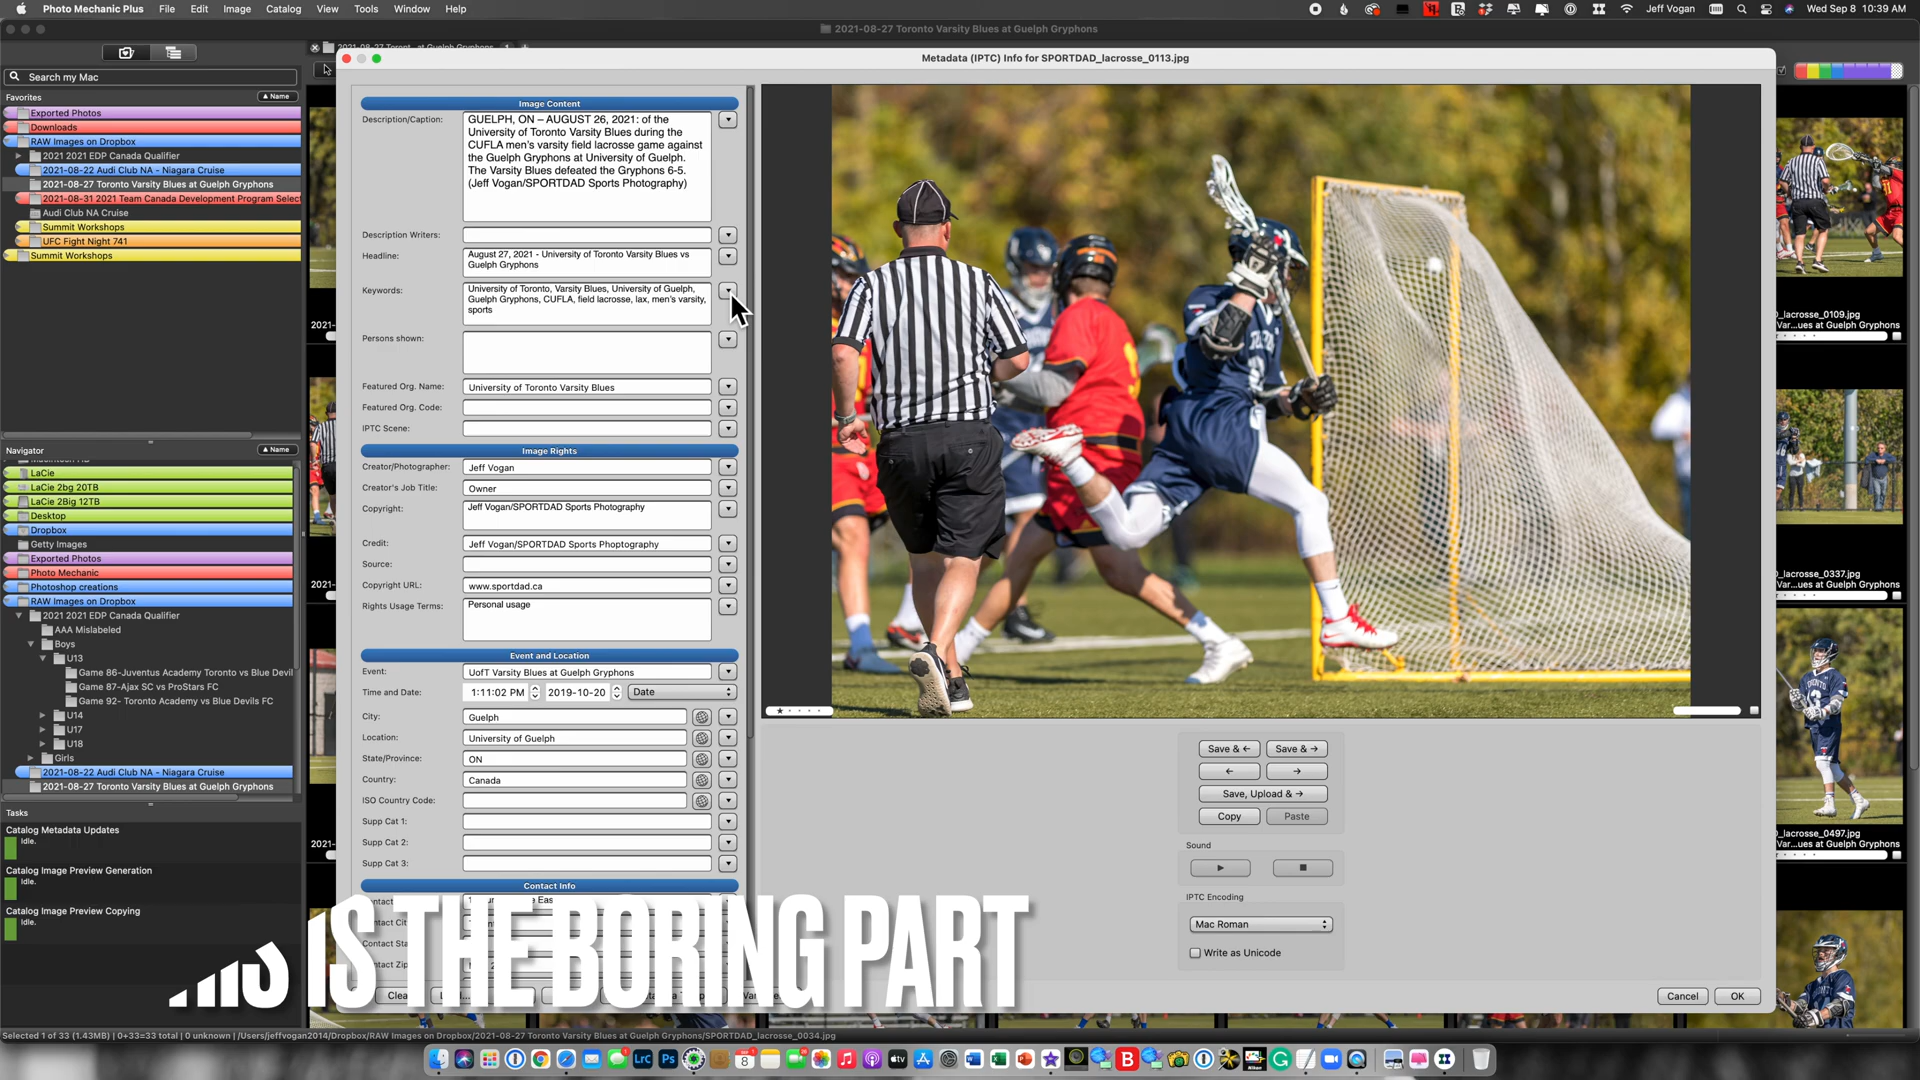 Photo Mechanic Plus File Edit Image Catalog View Tools Window Help
Jeff Vogan Wed Sep 8 10:39 AM
2021-08-27 Toronto Varsity Blues at Guelph Gryphons
Metadata (IPTC) Info for SPORTDAD_lacrosse_0113.jpg
Search my Mac
Favorites
Name
Exported Photos
Downloads
RAW Images on Dropbox
2021 2021 EDP Canada Qualifier
2021-08-22 Audi Club NA - Niagara Cruise
2021-08-27 Toronto Varsity Blues at Guelph Gryphons
2021-08-31 2021 Team Canada Development Program Select
Audi Club NA Cruise
Summit Workshops
UFC Fight Night 741
Summit Workshops
Navigator
Name
LaCie
LaCie 2bg 20TB
LaCie 2Big 12TB
Desktop
Dropbox
Getty Images
Exported Photos
Photo Mechanic
Photoshop creations
RAW Images on Dropbox
2021 2021 EDP Canada Qualifier
AAA Mislabeled
Boys
U13
Game 86-Juventus Academy Toronto vs Blue Devil
Game 87-Ajax SC vs ProStars FC
Game 92- Toronto Academy vs Blue Devils FC
U14
U17
U18
Girls
2021-08-22 Audi Club NA - Niagara Cruise
2021-08-27 Toronto Varsity Blues at Guelph Gryphons
Tasks
Catalog Metadata Updates
Idle.
Catalog Image Preview Generation
Idle.
Catalog Image Preview Copying
Idle.
Image Content
Description/Caption:
GUELPH, ON – AUGUST 26, 2021: of the
University of Toronto Varsity Blues during the
CUFLA men's varsity field lacrosse game against
the Guelph Gryphons at University of Guelph.
The Varsity Blues defeated the Gryphons 6-5.
(Jeff Vogan/SPORTDAD Sports Photography)
Description Writers:
Headline:
August 27, 2021 - University of Toronto Varsity Blues vs
Guelph Gryphons
Keywords:
University of Toronto, Varsity Blues, University of Guelph,
Guelph Gryphons, CUFLA, field lacrosse, lax, men's varsity,
sports
Persons shown:
Featured Org. Name: University of Toronto Varsity Blues
Featured Org. Code:
IPTC Scene:
Image Rights
Creator/Photographer: Jeff Vogan
Creator's Job Title: Owner
Copyright: Jeff Vogan/SPORTDAD Sports Photography
Credit: Jeff Vogan/SPORTDAD Sports Phoptography
Source:
Copyright URL: www.sportdad.ca
Rights Usage Terms: Personal usage
Event and Location
Event: UofT Varsity Blues at Guelph Gryphons
Time and Date: 1:11:02 PM 2019-10-20 Date
City: Guelph
Location: University of Guelph
State/Province: ON
Country: Canada
ISO Country Code:
Supp Cat 1:
Supp Cat 2:
Supp Cat 3:
Contact Info
IS THE BORING PART
Save & ← Save & →
← →
Save, Upload & →
Copy Paste
Sound
IPTC Encoding
Mac Roman
Write as Unicode
Cancel OK
_lacrosse_0109.jpg
Var...ues at Guelph Gryphons
_lacrosse_0337.jpg
Var...ues at Guelph Gryphons
_lacrosse_0497.jpg
Var...ues at Guelph Gryphons
Selected 1 of 33 (1.43MB) | 0+33=33 total | 0 unknown | /Users/jeffvogan2014/Dropbox/RAW Images on Dropbox/2021-08-27 Toronto Varsity Blues at Guelph Gryphons/SPORTDAD_lacrosse_0034.jpg